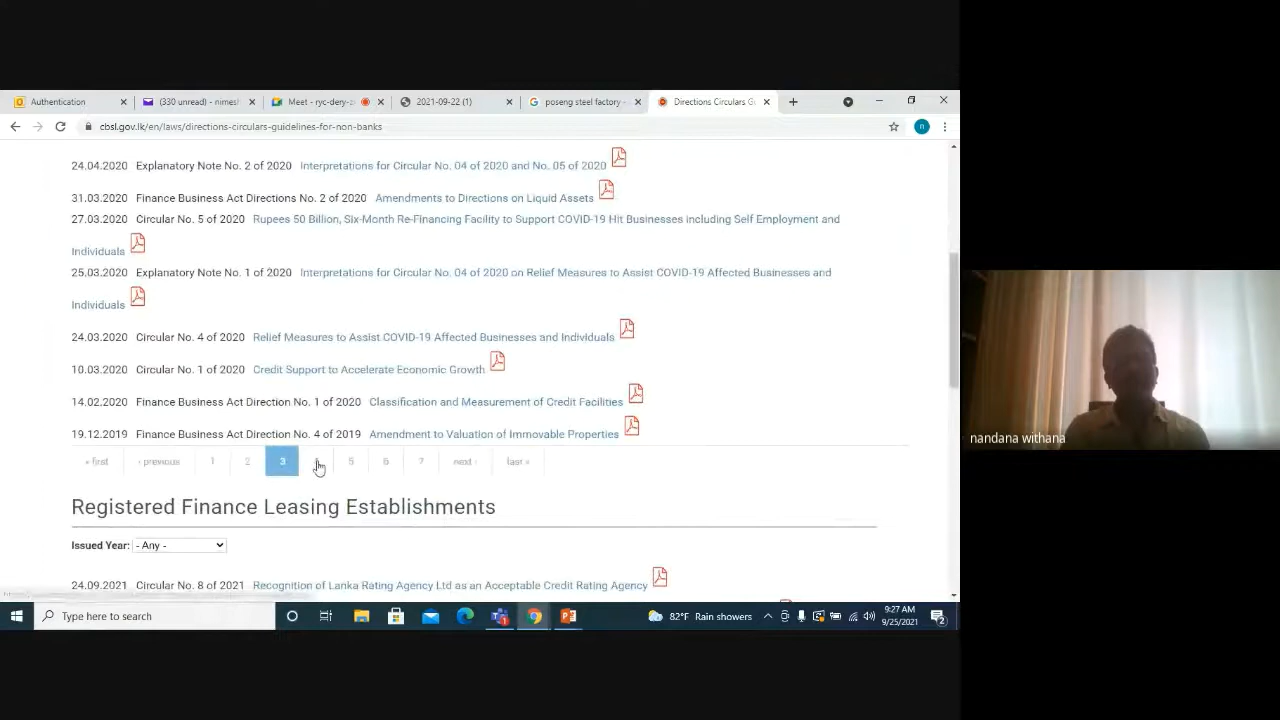 Authentication
(330 unread) - nimesh
Meet - ryc-dery-z
2021-09-22 (1)
poseng steel factory -
Directions Circulars Gu
cbsl.gov.lk/en/laws/directions-circulars-guidelines-for-non-banks
24.04.2020 Explanatory Note No. 2 of 2020 Interpretations for Circular No. 04 of 2020 and No. 05 of 2020
31.03.2020 Finance Business Act Directions No. 2 of 2020 Amendments to Directions on Liquid Assets
27.03.2020 Circular No. 5 of 2020 Rupees 50 Billion, Six-Month Re-Financing Facility to Support COVID-19 Hit Businesses including Self Employment and
Individuals
25.03.2020 Explanatory Note No. 1 of 2020 Interpretations for Circular No. 04 of 2020 on Relief Measures to Assist COVID-19 Affected Businesses and
Individuals
24.03.2020 Circular No. 4 of 2020 Relief Measures to Assist COVID-19 Affected Businesses and Individuals
10.03.2020 Circular No. 1 of 2020 Credit Support to Accelerate Economic Growth
14.02.2020 Finance Business Act Direction No. 1 of 2020 Classification and Measurement of Credit Facilities
19.12.2019 Finance Business Act Direction No. 4 of 2019 Amendment to Valuation of Immovable Properties
« first ‹ previous 1 2 3 5 6 7 next › last »
Registered Finance Leasing Establishments
Issued Year: - Any -
24.09.2021 Circular No. 8 of 2021 Recognition of Lanka Rating Agency Ltd as an Acceptable Credit Rating Agency
Type here to search
82°F Rain showers
9:27 AM
9/25/2021
2
nandana withana